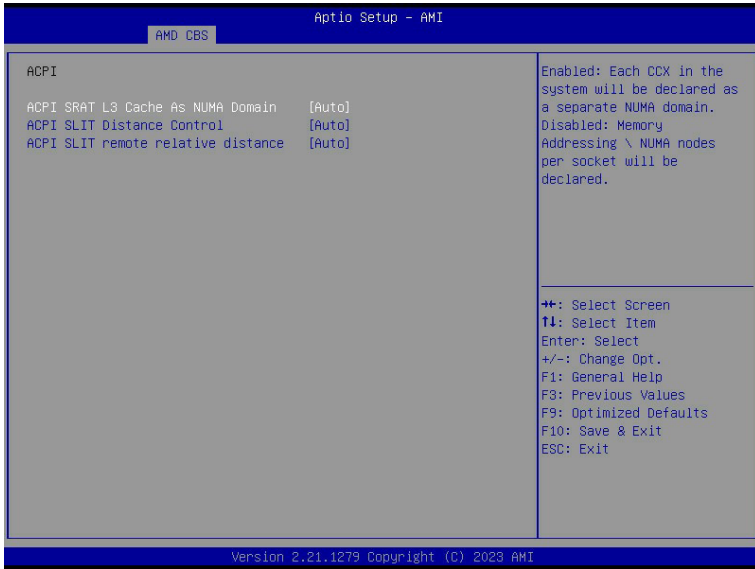 Aptio Setup – AMI
AMD CBS
ACPI
ACPI SRAT L3 Cache As NUMA Domain [Auto]
ACPI SLIT Distance Control [Auto]
ACPI SLIT remote relative distance [Auto]
Enabled: Each CCX in the
system will be declared as
a separate NUMA domain.
Disabled: Memory
Addressing \ NUMA nodes
per socket will be
declared.
→←: Select Screen
↑↓: Select Item
Enter: Select
+/-: Change Opt.
F1: General Help
F3: Previous Values
F9: Optimized Defaults
F10: Save & Exit
ESC: Exit
Version 2.21.1279 Copyright (C) 2023 AMI